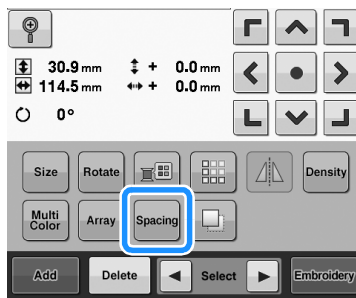 30.9 mm + 0.0 mm
114.5 mm + 0.0 mm
0°
Size Rotate Density
Multi
Color Array Spacing
Add Delete Select Embroidery